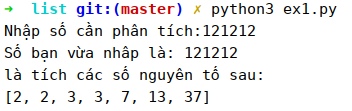 ➜ list git:(master) ✗ python3 ex1.py
Nhập số cần phân tích:121212
Số bạn vừa nhâp là: 121212
là tích các số nguyên tố sau:
[2, 2, 3, 3, 7, 13, 37]